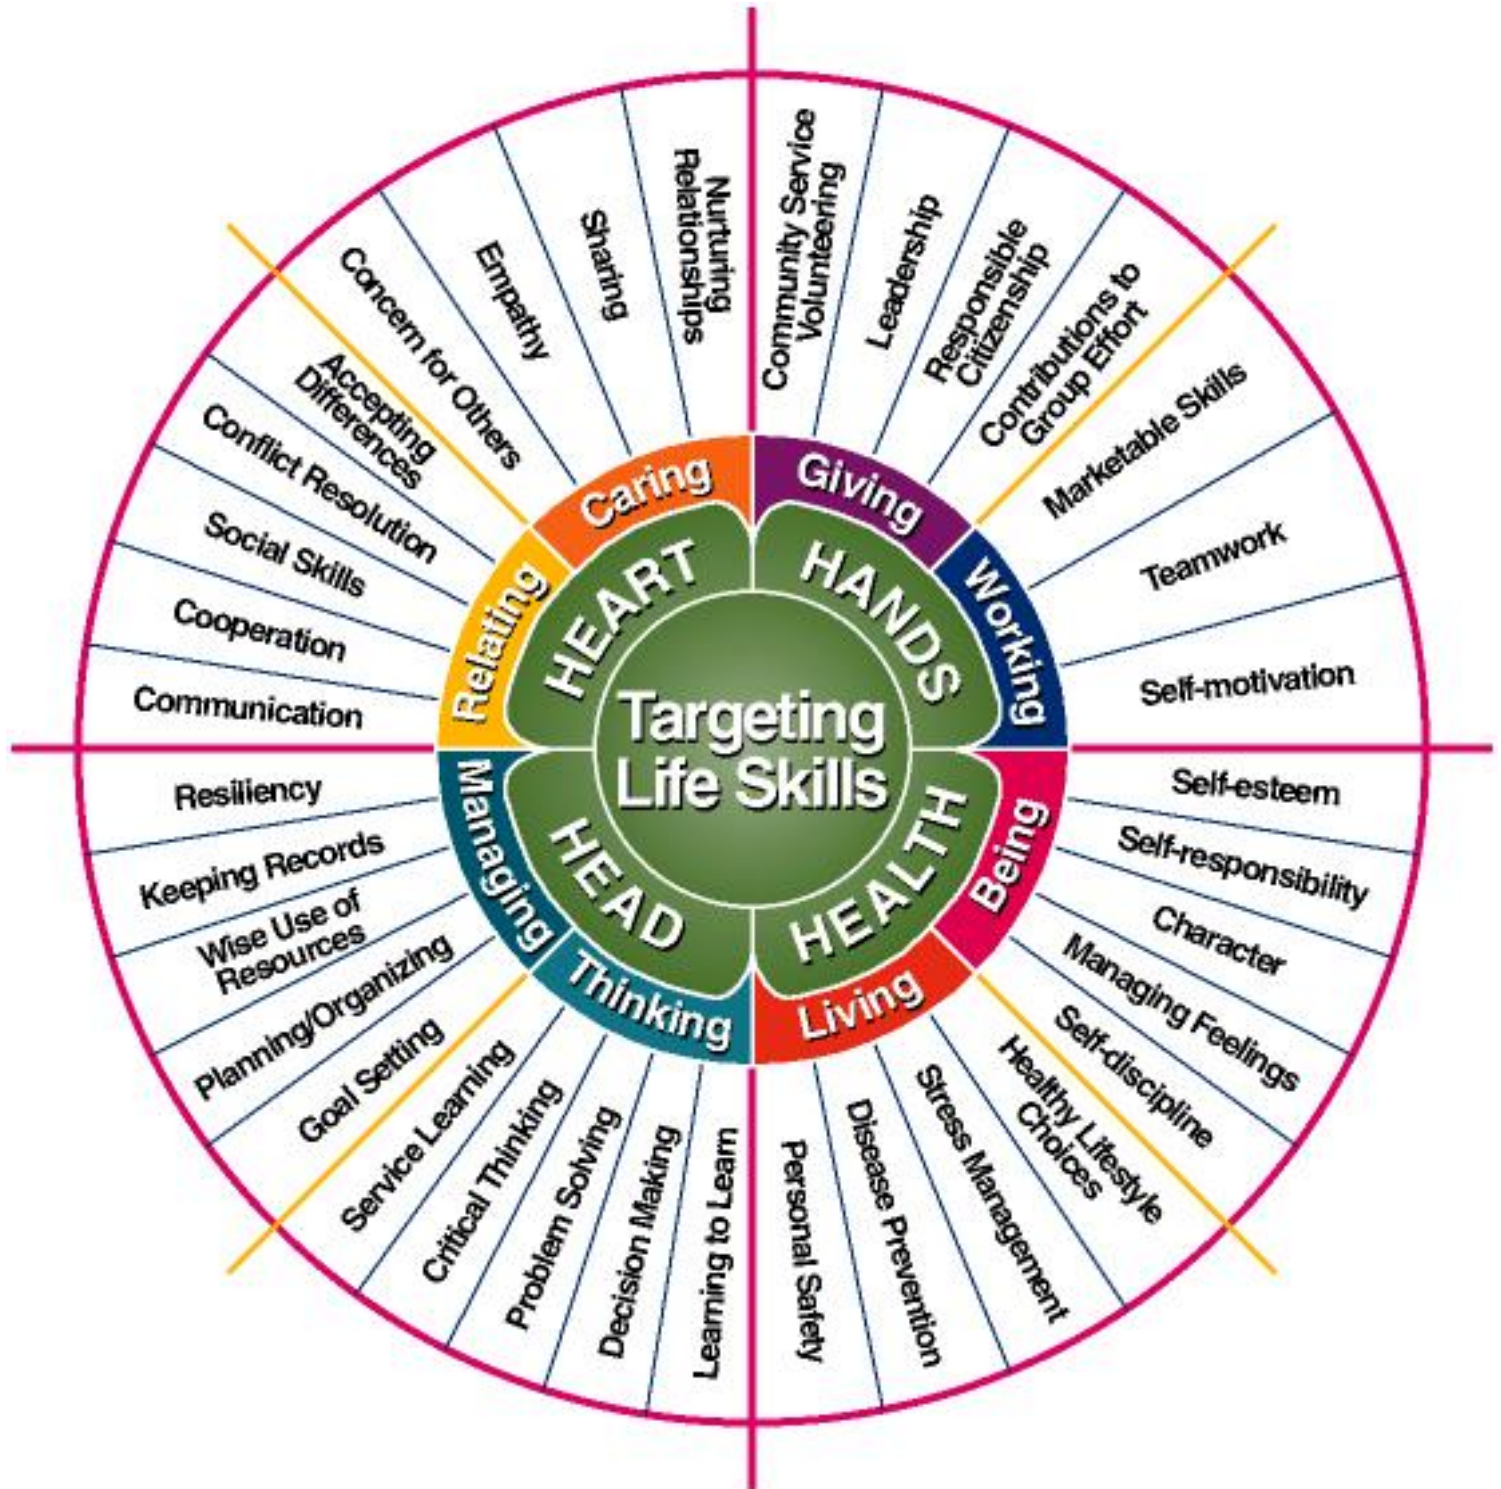 Targeting
Life Skills
HEART
HANDS
HEALTH
HEAD
Caring
Giving
Working
Being
Living
Thinking
Managing
Relating
Community Service
Volunteering
Leadership
Responsible
Citizenship
Contributions to
Group Effort
Marketable Skills
Teamwork
Self-motivation
Self-esteem
Self-responsibility
Character
Managing Feelings
Self-discipline
Healthy Lifestyle
Choices
Stress Management
Disease Prevention
Personal Safety
Learning to Learn
Decision Making
Problem Solving
Critical Thinking
Service Learning
Goal Setting
Planning/Organizing
Wise Use of
Resources
Keeping Records
Resiliency
Communication
Cooperation
Social Skills
Conflict Resolution
Accepting
Differences
Concern for Others
Empathy
Sharing
Nurturing
Relationships